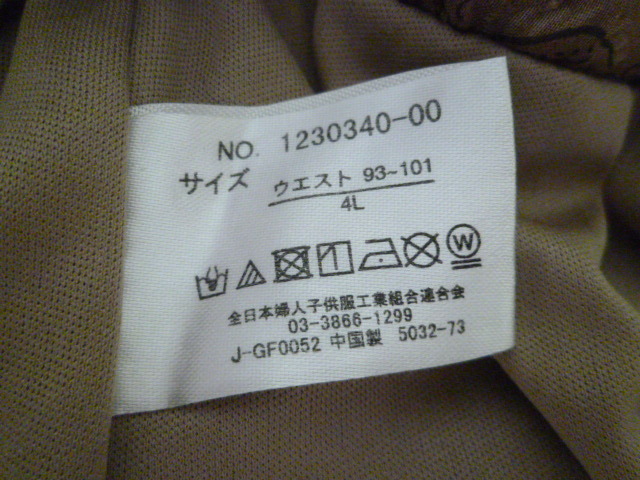 NO. 1230340-00
サイズ ウエスト 93~101
4L
W
全日本婦人子供服工業組合連合会
03-3866-1299
J-GF0052 中国製 5032-73